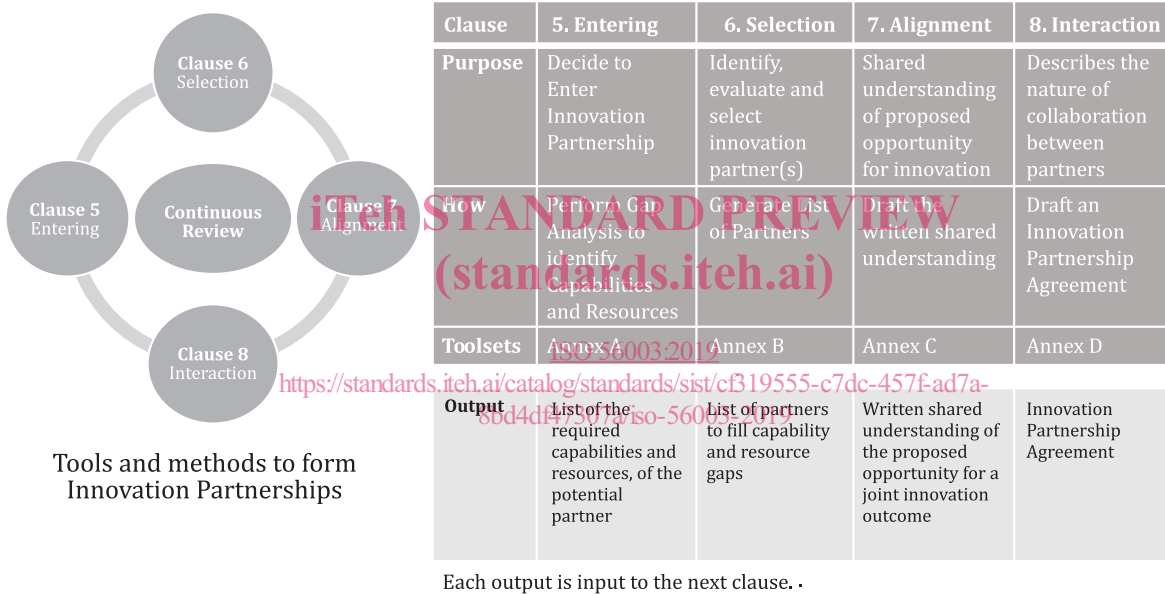 Clause 6
Selection
Clause 5
Entering
Continuous
Review
Clause 7
Alignment
Clause 8
Interaction
Tools and methods to form
Innovation Partnerships
Clause 5. Entering 6. Selection 7. Alignment 8. Interaction
Purpose
Decide to
Enter
Innovation
Partnership
Identify,
evaluate and
select
innovation
partner(s)
Shared
understanding
of proposed
opportunity
for innovation
Describes the
nature of
collaboration
between
partners
How
Perform Gap
Analysis to
identify
Capabilities
and Resources
Generate List
of Partners
Draft the
written shared
understanding
Draft an
Innovation
Partnership
Agreement
Toolsets Annex A Annex B Annex C Annex D
Output
List of the
required
capabilities and
resources, of the
potential
partner
List of partners
to fill capability
and resource
gaps
Written shared
understanding of
the proposed
opportunity for a
joint innovation
outcome
Innovation
Partnership
Agreement
Each output is input to the next clause. .
iTeh STANDARD PREVIEW
(standards.iteh.ai)
ISO 56003:2019
https://standards.iteh.ai/catalog/standards/sist/cf319555-c7dc-457f-ad7a-
8bd4df47307a/iso-56003-2019